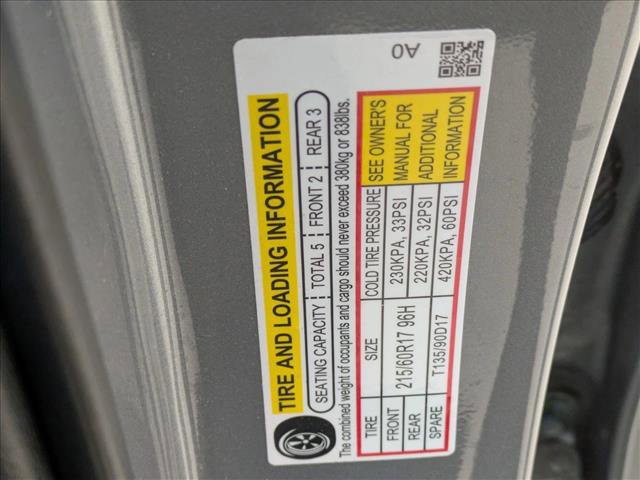 A0
TIRE AND LOADING INFORMATION
SEATING CAPACITY TOTAL 5 FRONT 2 REAR 3
The combined weight of occupants and cargo should never exceed 380kg or 838lbs.
TIRE SIZE COLD TIRE PRESSURE SEE OWNER'S
FRONT 215/60R17 96H 230KPA, 33PSI MANUAL FOR
REAR 220KPA, 32PSI ADDITIONAL
SPARE T135/90D17 420KPA, 60PSI INFORMATION